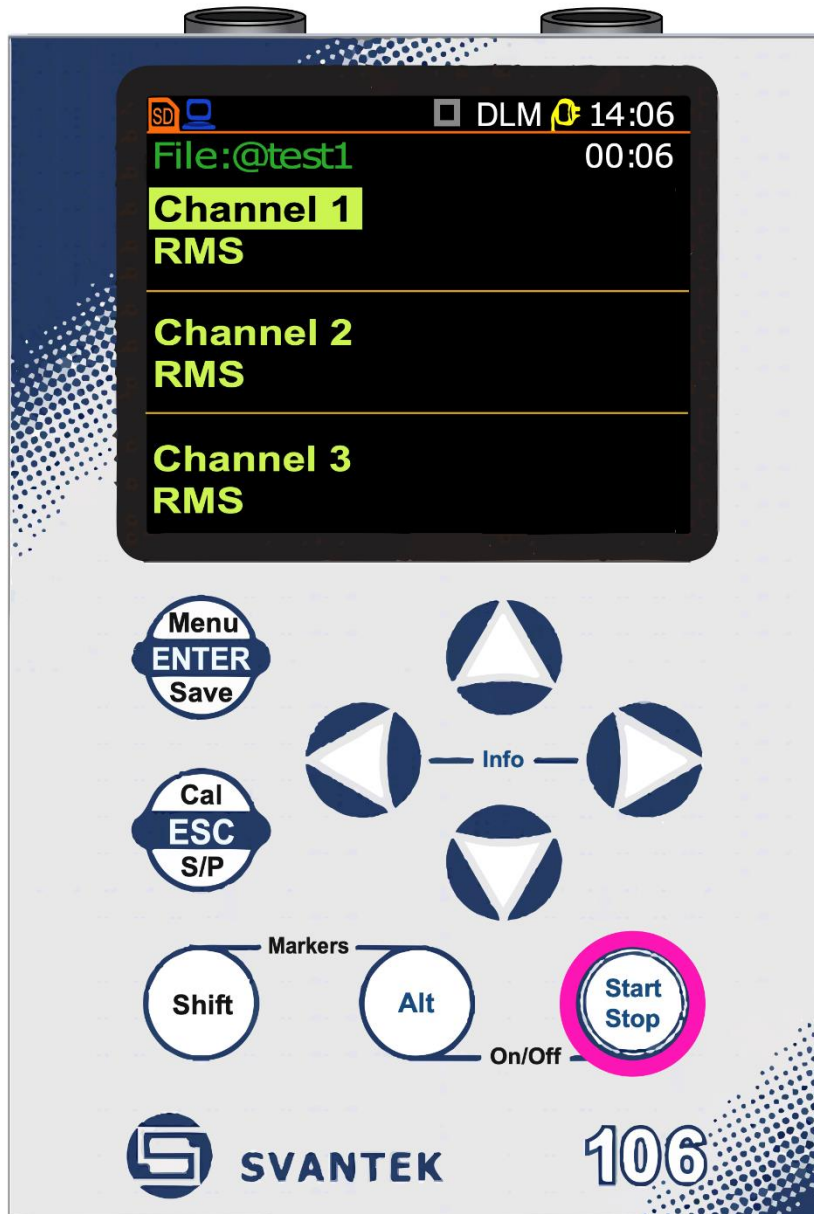 SD DLM 14:06
File:@test1 00:06
Channel 1
RMS
Channel 2
RMS
Channel 3
RMS
Menu
ENTER
Save
Info
Cal
ESC
S/P
Markers
Shift
Alt
Start
Stop
On/Off
SVANTEK 106